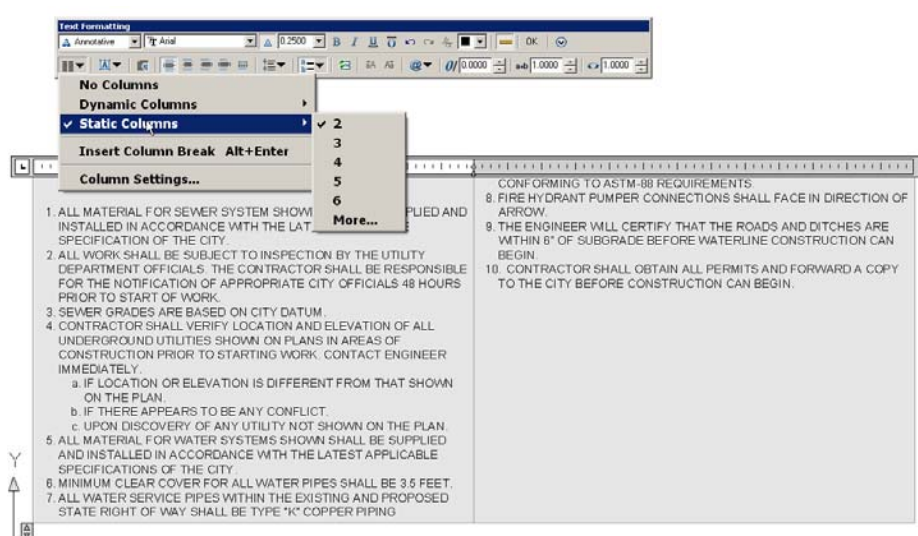 Text Formatting
Annotative Arial 0.2500 B I U O OK
@ 0/ 0.0000 a-b 1.0000 1.0000
No Columns
Dynamic Columns
Static Columns
Insert Column Break Alt+Enter
Column Settings...
2
3
4
5
6
More...
1. ALL MATERIAL FOR SEWER SYSTEM SHOW PLIED AND
INSTALLED IN ACCORDANCE WITH THE LAT E
SPECIFICATION OF THE CITY.
2. ALL WORK SHALL BE SUBJECT TO INSPECTION BY THE UTILITY
DEPARTMENT OFFICIALS. THE CONTRACTOR SHALL BE RESPONSIBLE
FOR THE NOTIFICATION OF APPROPRIATE CITY OFFICIALS 48 HOURS
PRIOR TO START OF WORK.
3. SEWER GRADES ARE BASED ON CITY DATUM.
4. CONTRACTOR SHALL VERIFY LOCATION AND ELEVATION OF ALL
UNDERGROUND UTILITIES SHOWN ON PLANS IN AREAS OF
CONSTRUCTION PRIOR TO STARTING WORK. CONTACT ENGINEER
IMMEDIATELY.
a. IF LOCATION OR ELEVATION IS DIFFERENT FROM THAT SHOWN
ON THE PLAN.
b. IF THERE APPEARS TO BE ANY CONFLICT.
c. UPON DISCOVERY OF ANY UTILITY NOT SHOWN ON THE PLAN.
5. ALL MATERIAL FOR WATER SYSTEMS SHOWN SHALL BE SUPPLIED
AND INSTALLED IN ACCORDANCE WITH THE LATEST APPLICABLE
SPECIFICATIONS OF THE CITY.
6. MINIMUM CLEAR COVER FOR ALL WATER PIPES SHALL BE 3.5 FEET.
7. ALL WATER SERVICE PIPES WITHIN THE EXISTING AND PROPOSED
STATE RIGHT OF WAY SHALL BE TYPE "K" COPPER PIPING
CONFORMING TO ASTM-88 REQUIREMENTS.
8. FIRE HYDRANT PUMPER CONNECTIONS SHALL FACE IN DIRECTION OF
ARROW.
9. THE ENGINEER WILL CERTIFY THAT THE ROADS AND DITCHES ARE
WITHIN 6" OF SUBGRADE BEFORE WATERLINE CONSTRUCTION CAN
BEGIN.
10. CONTRACTOR SHALL OBTAIN ALL PERMITS AND FORWARD A COPY
TO THE CITY BEFORE CONSTRUCTION CAN BEGIN.
Y